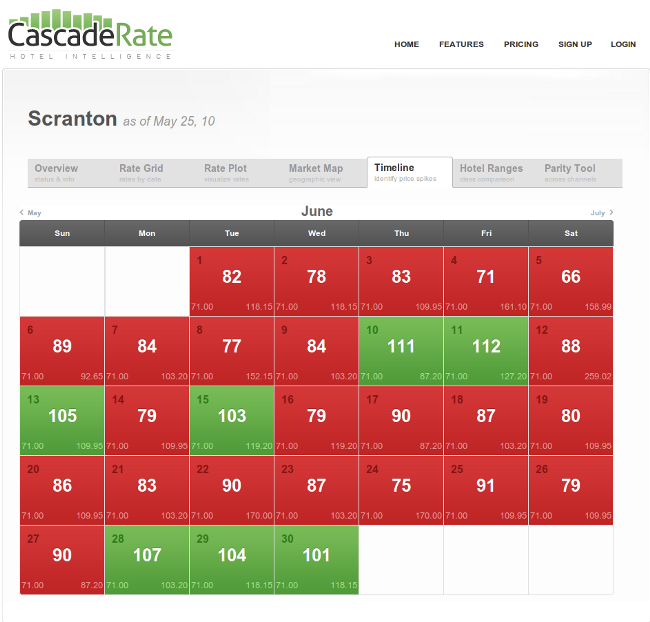 CascadeRate
HOTEL INTELLIGENCE
HOME FEATURES PRICING SIGN UP LOGIN
Scranton as of May 25, 10
Overview Rate Grid Rate Plot Market Map Timeline Hotel Ranges Parity Tool
status & info rates by date visualize rates geographic view identify price spikes class comparison across channels
< May June July >
Sun Mon Tue Wed Thu Fri Sat
1 2 3 4 5
82 78 83 71 66
71.00 118.15 71.00 118.15 71.00 109.95 71.00 161.10 71.00 158.99
6 7 8 9 10 11 12
89 84 77 84 111 112 88
71.00 92.65 71.00 103.20 71.00 152.15 71.00 103.20 71.00 87.20 71.00 127.20 71.00 259.02
13 14 15 16 17 18 19
105 79 103 79 90 87 80
71.00 109.95 71.00 109.95 71.00 119.20 71.00 119.20 71.00 87.20 71.00 103.20 71.00 109.95
20 21 22 23 24 25 26
86 83 90 87 75 91 79
71.00 109.95 71.00 103.20 71.00 170.00 71.00 103.20 71.00 170.00 71.00 109.95 71.00 109.95
27 28 29 30
90 107 104 101
71.00 87.20 71.00 103.20 71.00 118.15 71.00 118.15